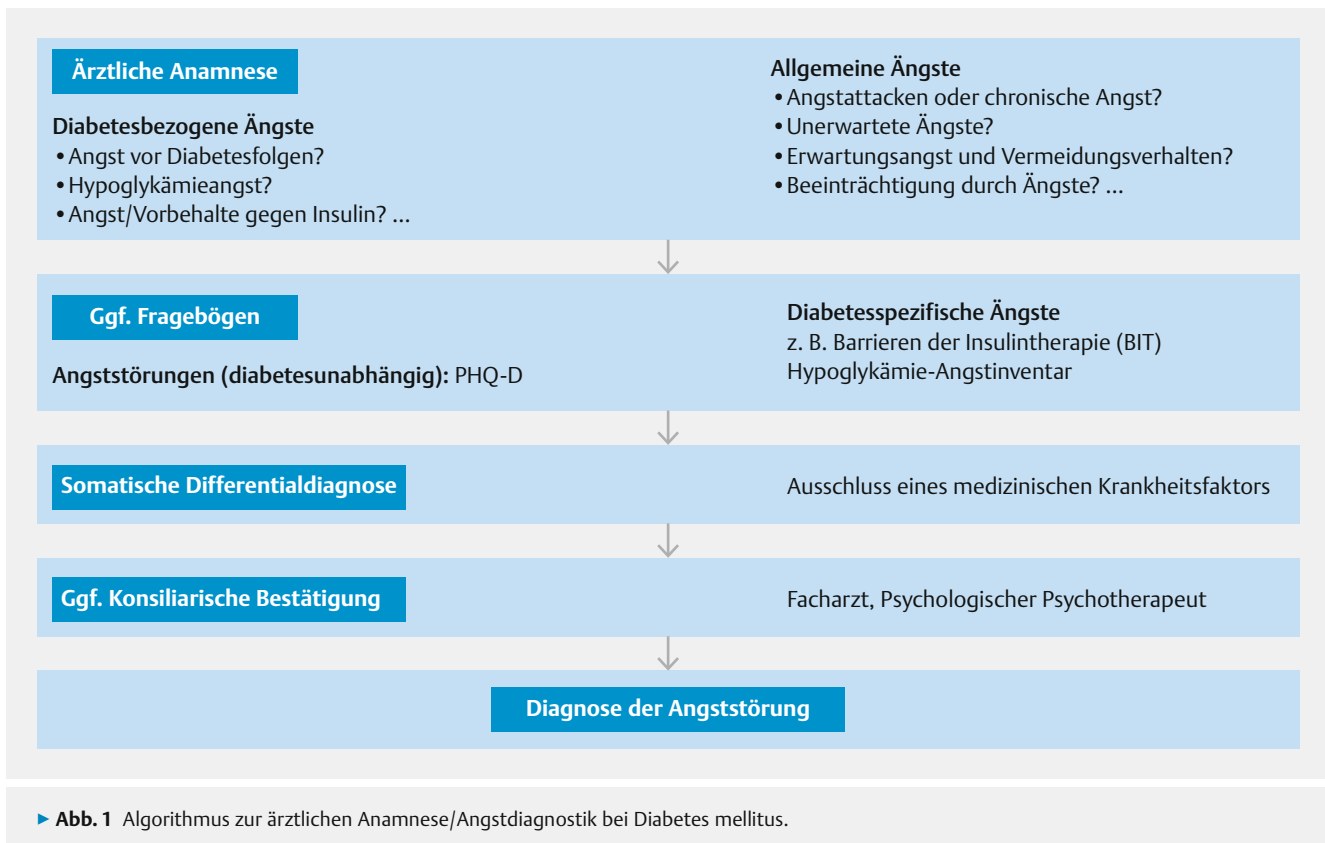 Ärztliche Anamnese
Diabetesbezogene Ängste
• Angst vor Diabetesfolgen?
• Hypoglykämieangst?
• Angst/Vorbehalte gegen Insulin? ...
Allgemeine Ängste
• Angstattacken oder chronische Angst?
• Unerwartete Ängste?
• Erwartungsangst und Vermeidungsverhalten?
• Beeinträchtigung durch Ängste? ...
Ggf. Fragebögen
Angststörungen (diabetesunabhängig): PHQ-D
Diabetesspezifische Ängste
z. B. Barrieren der Insulintherapie (BIT)
Hypoglykämie-Angstinventar
Somatische Differentialdiagnose
Ausschluss eines medizinischen Krankheitsfaktors
Ggf. Konsiliarische Bestätigung
Facharzt, Psychologischer Psychotherapeut
Diagnose der Angststörung
▶ Abb. 1 Algorithmus zur ärztlichen Anamnese/Angstdiagnostik bei Diabetes mellitus.